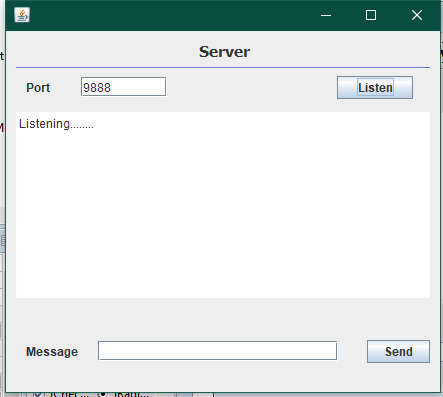 Server
Port 9888 Listen
Listening........
Message Send